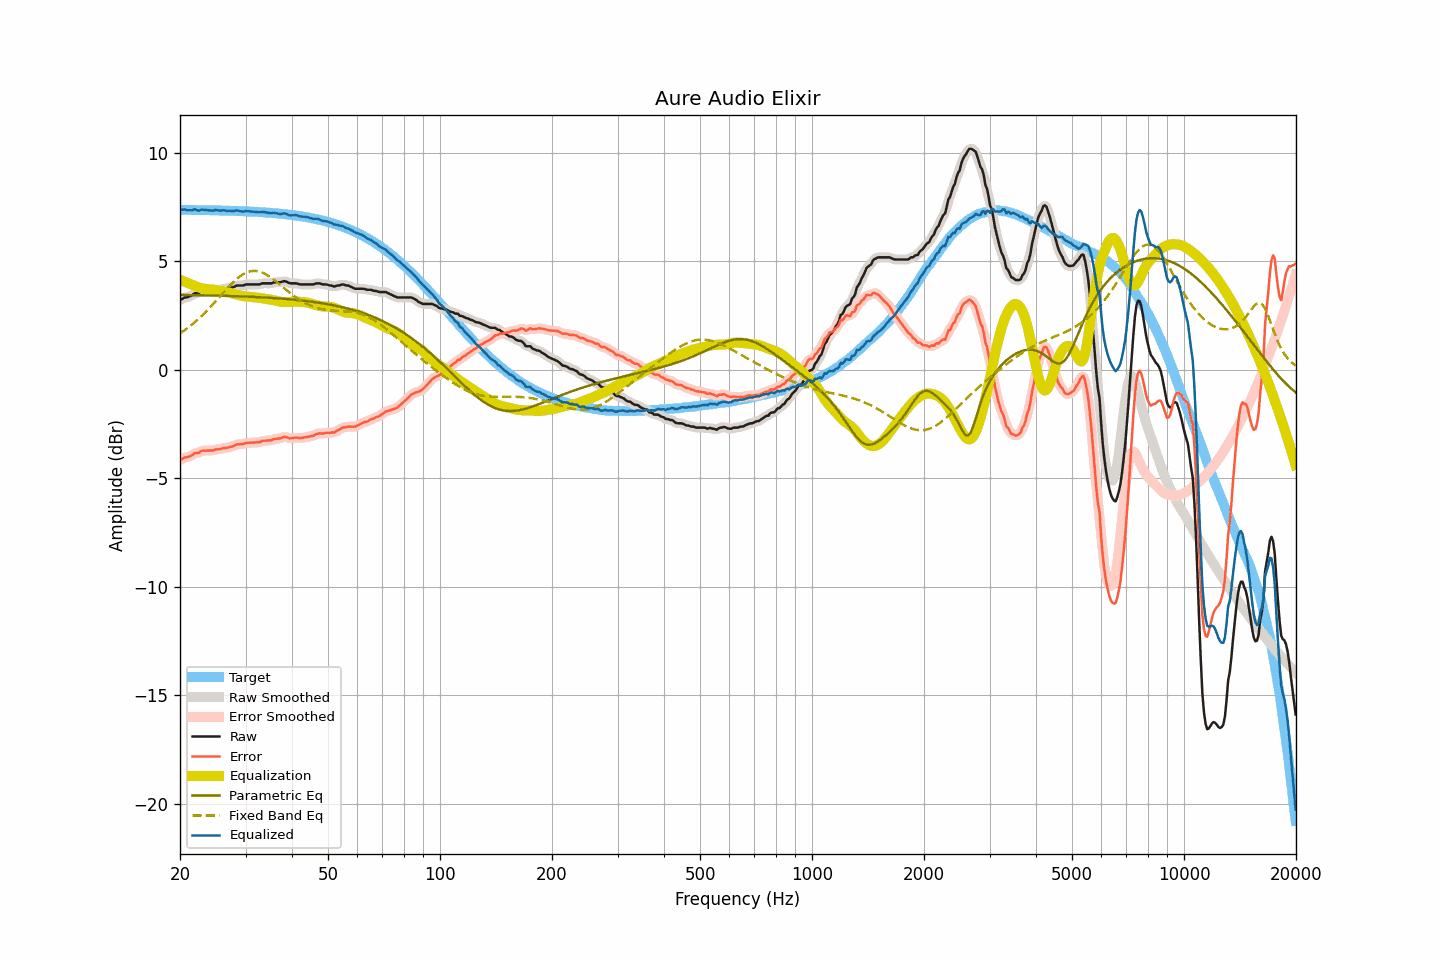 Aure Audio Elixir
10
5
0
−5
−10
−15
−20
Amplitude (dBr)
Target
Raw Smoothed
Error Smoothed
Raw
Error
Equalization
Parametric Eq
Fixed Band Eq
Equalized
20 50 100 200 500 1000 2000 5000 10000 20000
Frequency (Hz)